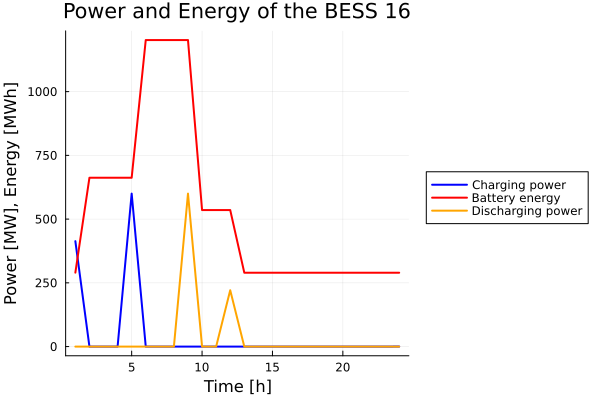 Power and Energy of the BESS 16
Power [MW], Energy [MWh]
1000
750
500
250
0
5
10
15
20
Time [h]
Charging power
Battery energy
Discharging power